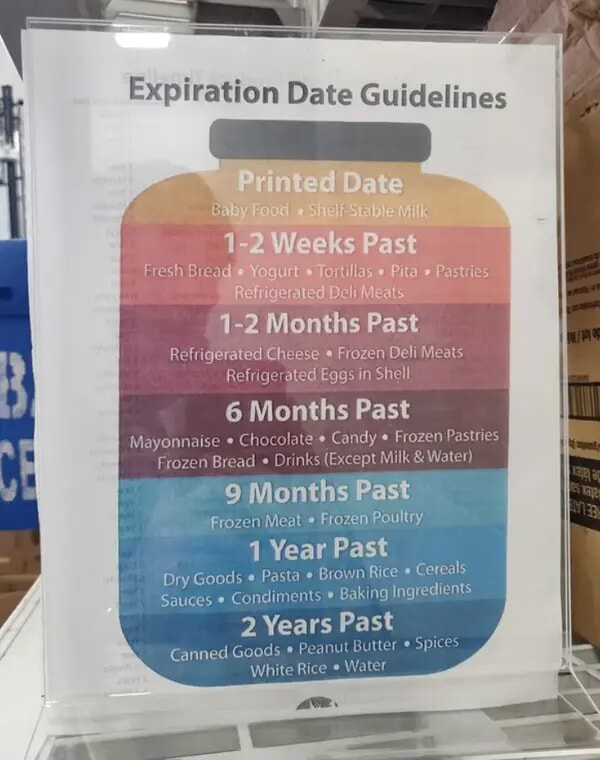 Expiration Date Guidelines
Printed Date
Baby Food • Shelf-Stable Milk
1-2 Weeks Past
Fresh Bread • Yogurt • Tortillas • Pita • Pastries
Refrigerated Deli Meats
1-2 Months Past
Refrigerated Cheese • Frozen Deli Meats
Refrigerated Eggs in Shell
6 Months Past
Mayonnaise • Chocolate • Candy • Frozen Pastries
Frozen Bread • Drinks (Except Milk & Water)
9 Months Past
Frozen Meat • Frozen Poultry
1 Year Past
Dry Goods • Pasta • Brown Rice • Cereals
Sauces • Condiments • Baking Ingredients
2 Years Past
Canned Goods • Peanut Butter • Spices
White Rice • Water
B
CE